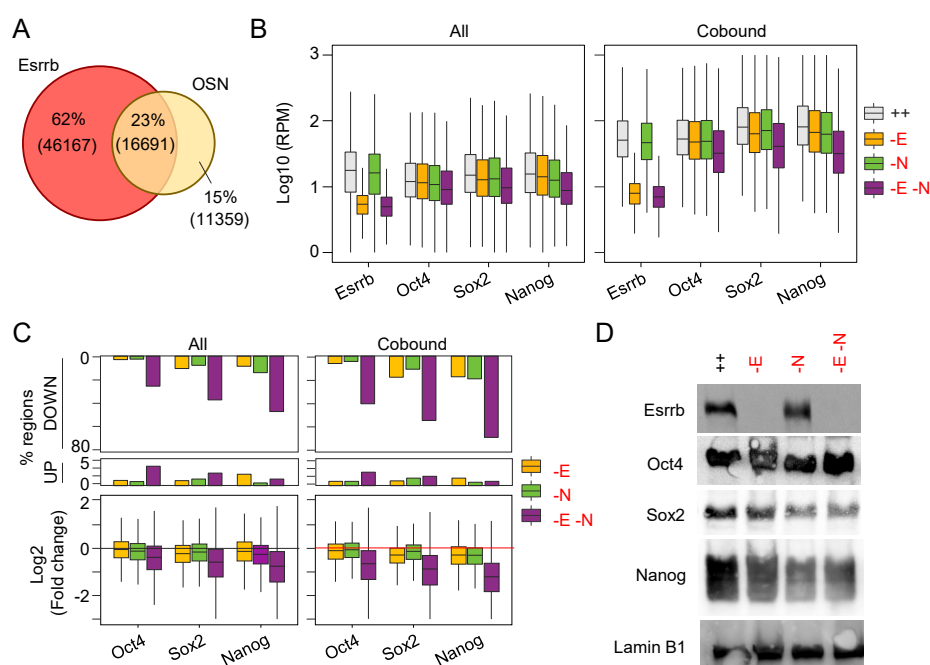 A
Esrrb
OSN
62%
(46167)
23%
(16691)
15%
(11359)
B
All
Cobound
Log10 (RPM)
3
2
1
0
Esrrb
Oct4
Sox2
Nanog
Esrrb
Oct4
Sox2
Nanog
++
-E
-N
-E -N
C
All
Cobound
% regions
DOWN
UP
0
80
5
0
Log2
(Fold change)
2
0
-2
Oct4
Sox2
Nanog
Oct4
Sox2
Nanog
-E
-N
-E -N
D
++
-E
-N
-E -N
Esrrb
Oct4
Sox2
Nanog
Lamin B1